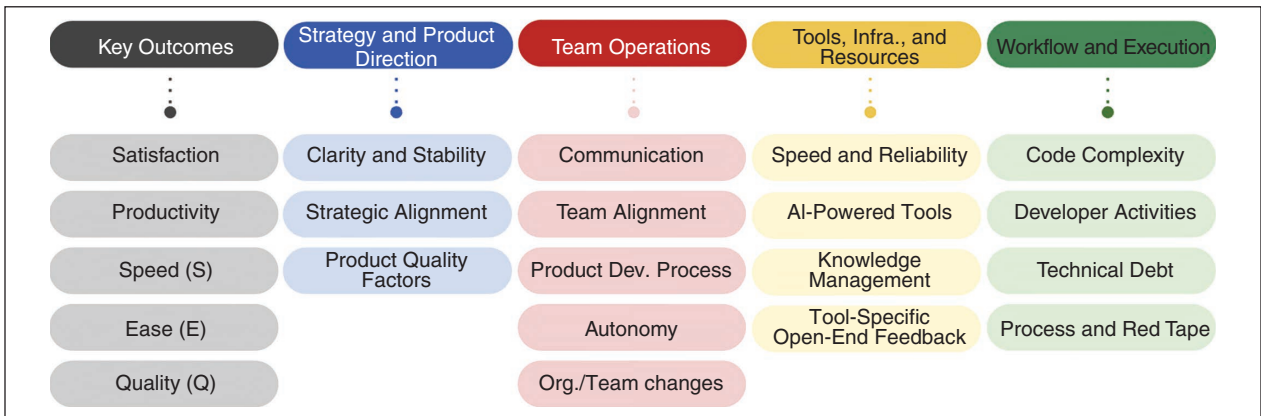 Key Outcomes
Satisfaction
Productivity
Speed (S)
Ease (E)
Quality (Q)
Strategy and Product
Direction
Clarity and Stability
Strategic Alignment
Product Quality
Factors
Team Operations
Communication
Team Alignment
Product Dev. Process
Autonomy
Org./Team changes
Tools, Infra., and
Resources
Speed and Reliability
AI-Powered Tools
Knowledge
Management
Tool-Specific
Open-End Feedback
Workflow and Execution
Code Complexity
Developer Activities
Technical Debt
Process and Red Tape